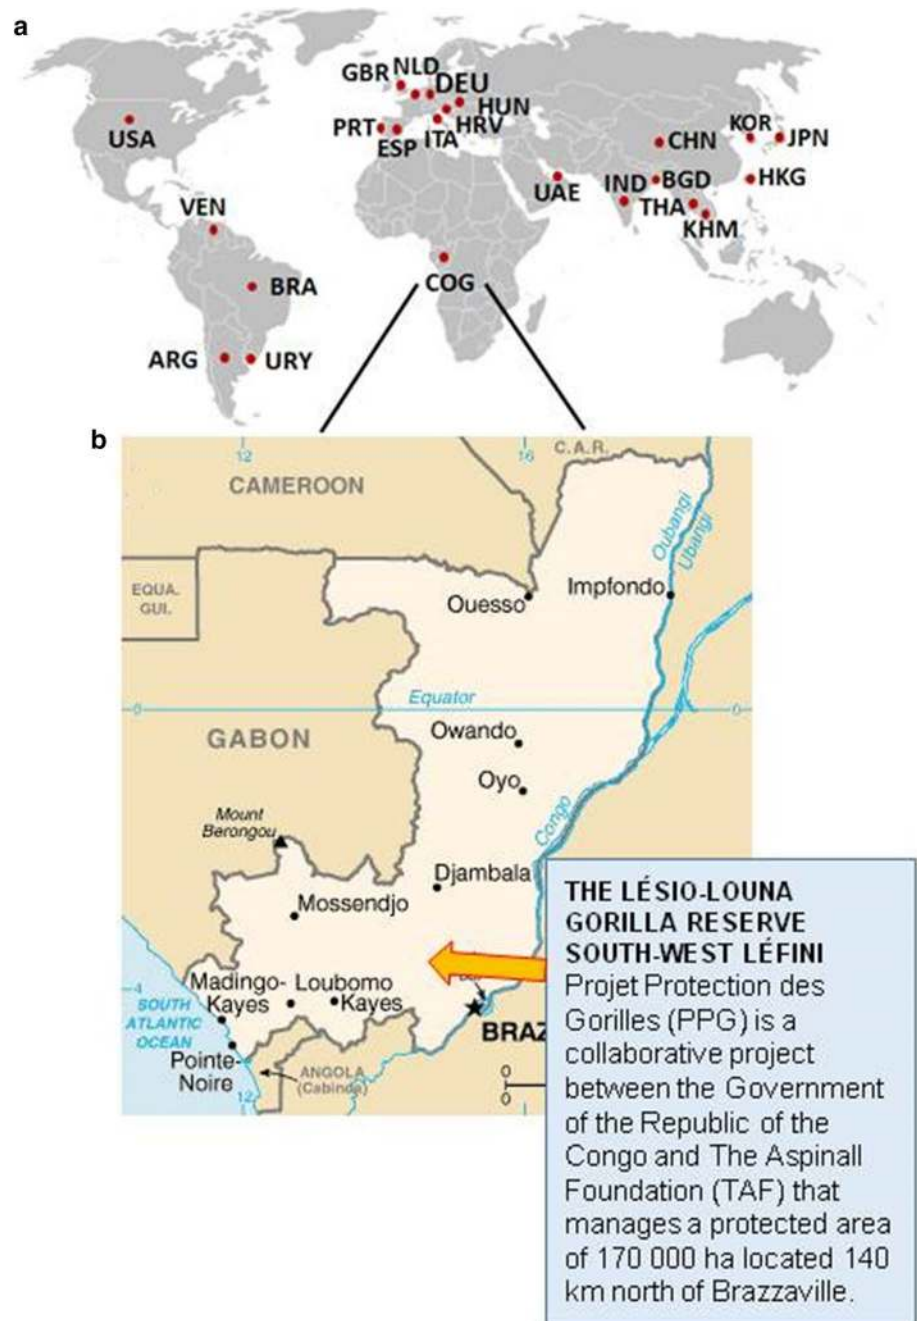 a
GBR NLD DEU
HUN
HRV
PRT ESP ITA
USA
KOR JPN
CHN
UAE IND BGD HKG
THA
KHM
VEN
COG
BRA
ARG URY
b
12 16 C.A.R.
CAMEROON
Oubangi
Ubangi
EQUA.
GUI.
Ouesso
Impfondo
0 Equator 0
GABON
Owando
Oyo
Mount
Berongou
Congo
Djambala
Mossendjo
4
Madingo-
Kayes
Loubomo
Kayes
SOUTH
ATLANTIC
OCEAN
BRAZ
Pointe-
Noire
ANGOLA
(Cabinda)
12
0
0
THE LÉSIO-LOUNA
GORILLA RESERVE
SOUTH-WEST LÉFINI
Projet Protection des
Gorilles (PPG) is a
collaborative project
between the Government
of the Republic of the
Congo and The Aspinall
Foundation (TAF) that
manages a protected area
of 170 000 ha located 140
km north of Brazzaville.